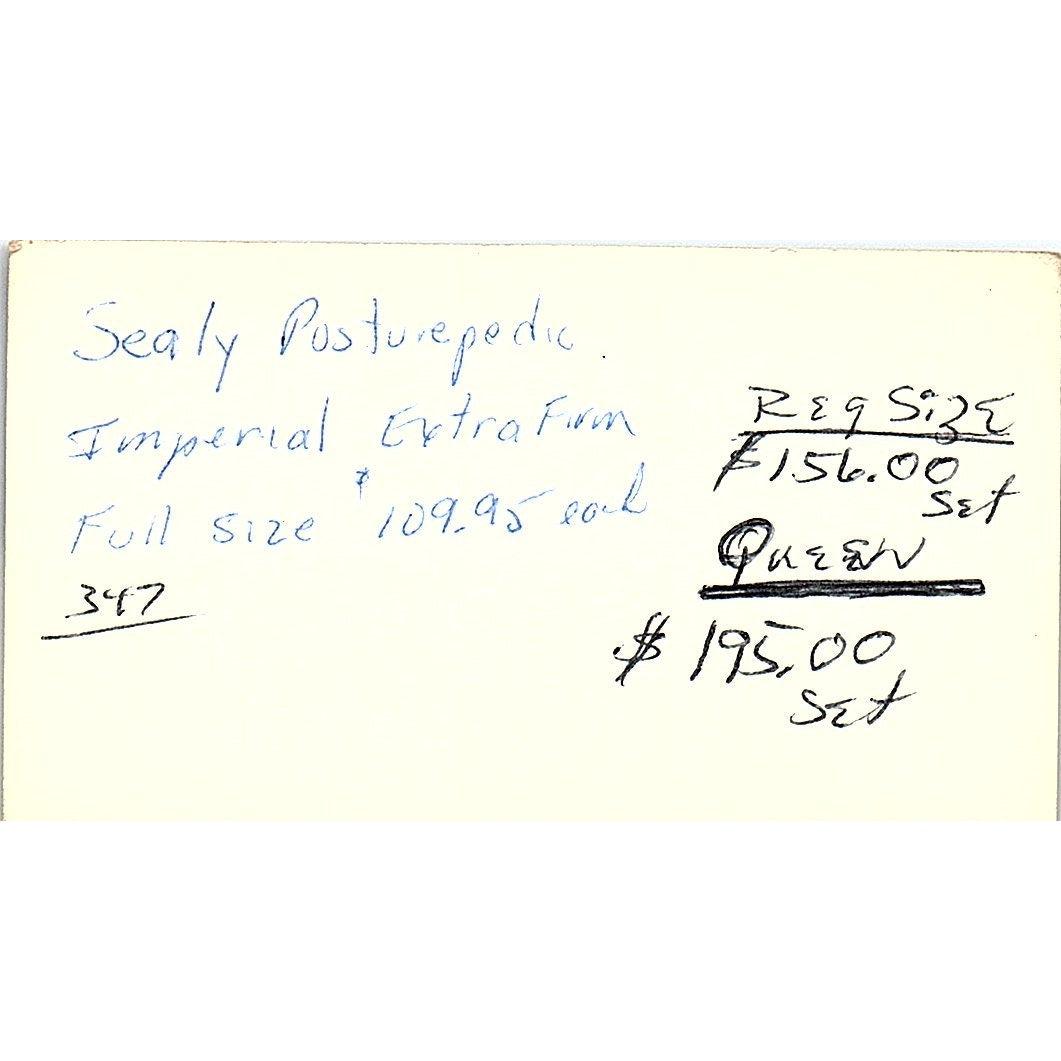 Sealy Posturepedic
Imperial Extra Firm
Full Size $109.95 each
347
Reg Size
$156.00
Set
Queen
$195.00
Set